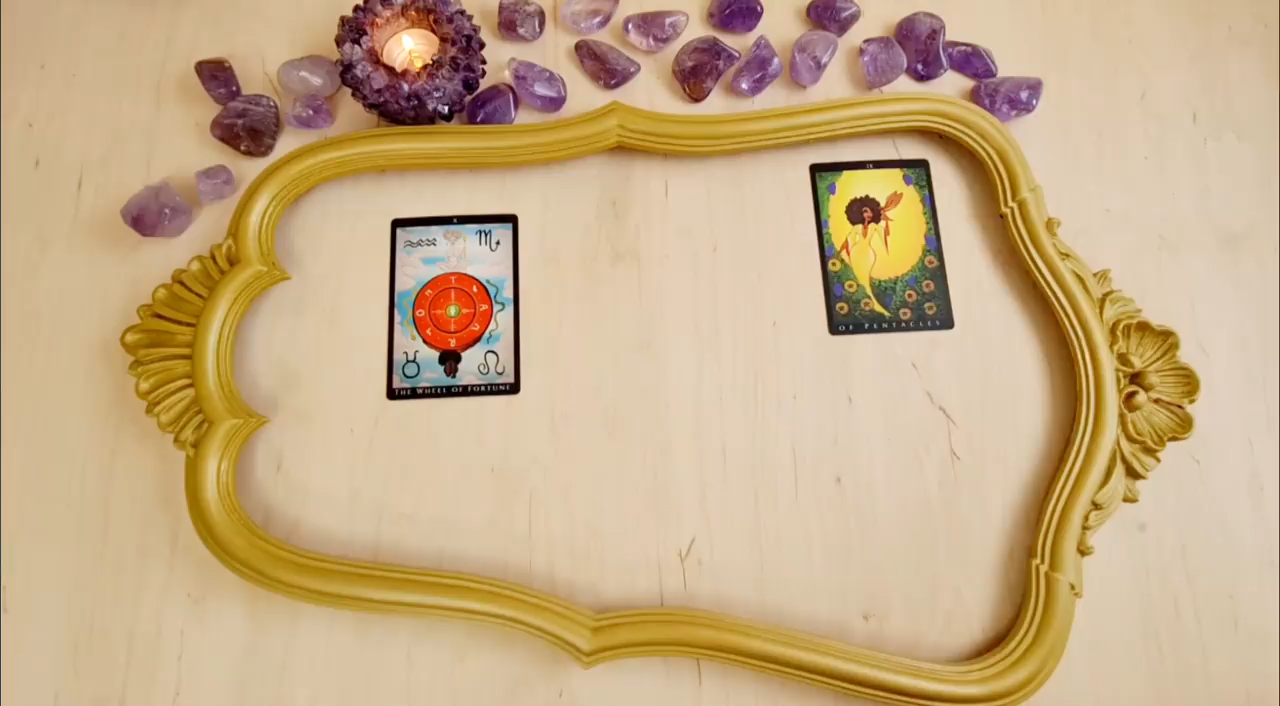 X
THE WHEEL OF FORTUNE
IX
OF PENTACLES